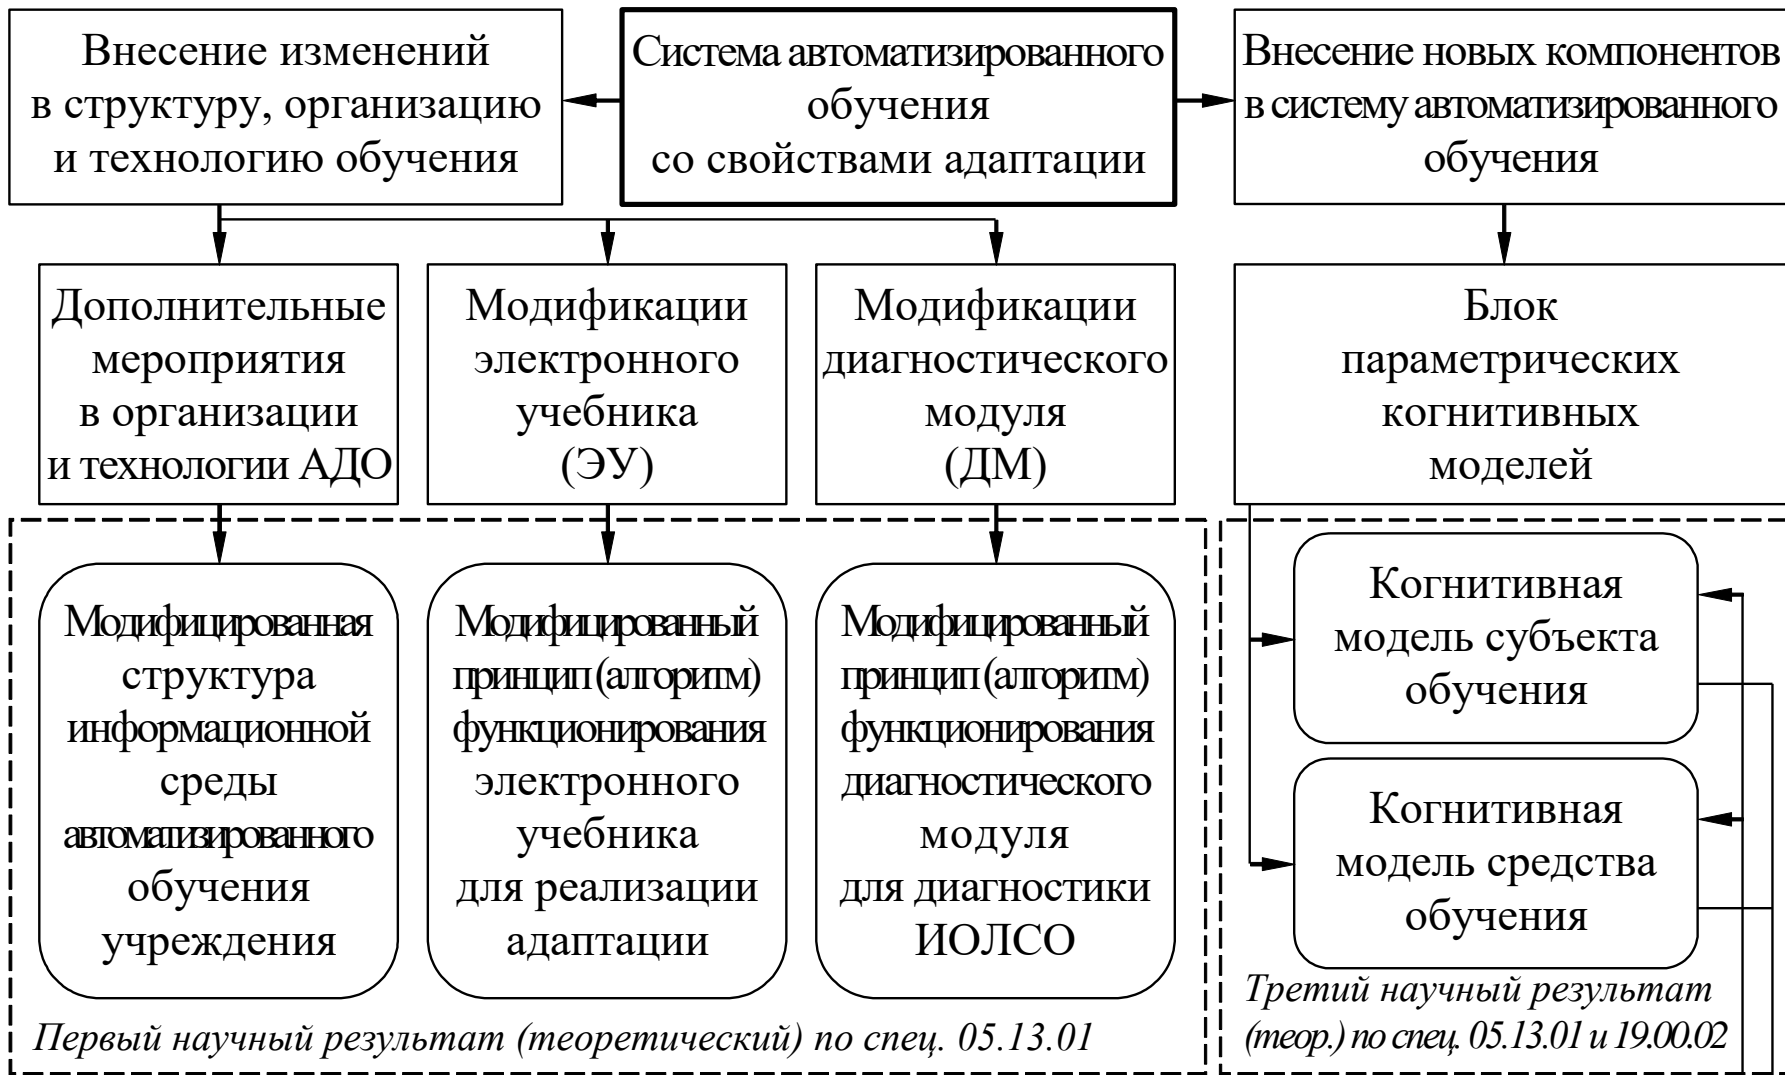 Внесение изменений
в структуру, организацию
и технологию обучения
Система автоматизированного
обучения
со свойствами адаптации
Внесение новых компонентов
в систему автоматизированного
обучения
Дополнительные
мероприятия
в организации
и технологии АДО
Модификации
электронного
учебника
(ЭУ)
Модификации
диагностического
модуля
(ДМ)
Блок
параметрических
когнитивных
моделей
Модифицированная
структура
информационной
среды
автоматизированного
обучения
учреждения
Модифицированный
принцип (алгоритм)
функционирования
электронного
учебника
для реализации
адаптации
Модифицированный
принцип (алгоритм)
функционирования
диагностического
модуля
для диагностики
ИОЛСО
Когнитивная
модель субъекта
обучения
Когнитивная
модель средства
обучения
Первый научный результат (теоретический) по спец. 05.13.01
Третий научный результат
(теор.) по спец. 05.13.01 и 19.00.02